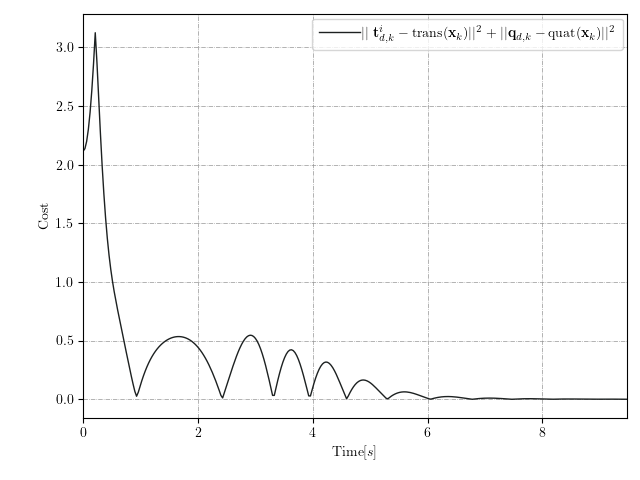 || t^i_{d,k} − trans(x_k)||^2 + ||q_{d,k} − quat(x_k)||^2
3.0
2.5
2.0
1.5
1.0
0.5
0.0
Cost
0 2 4 6 8
Time[s]